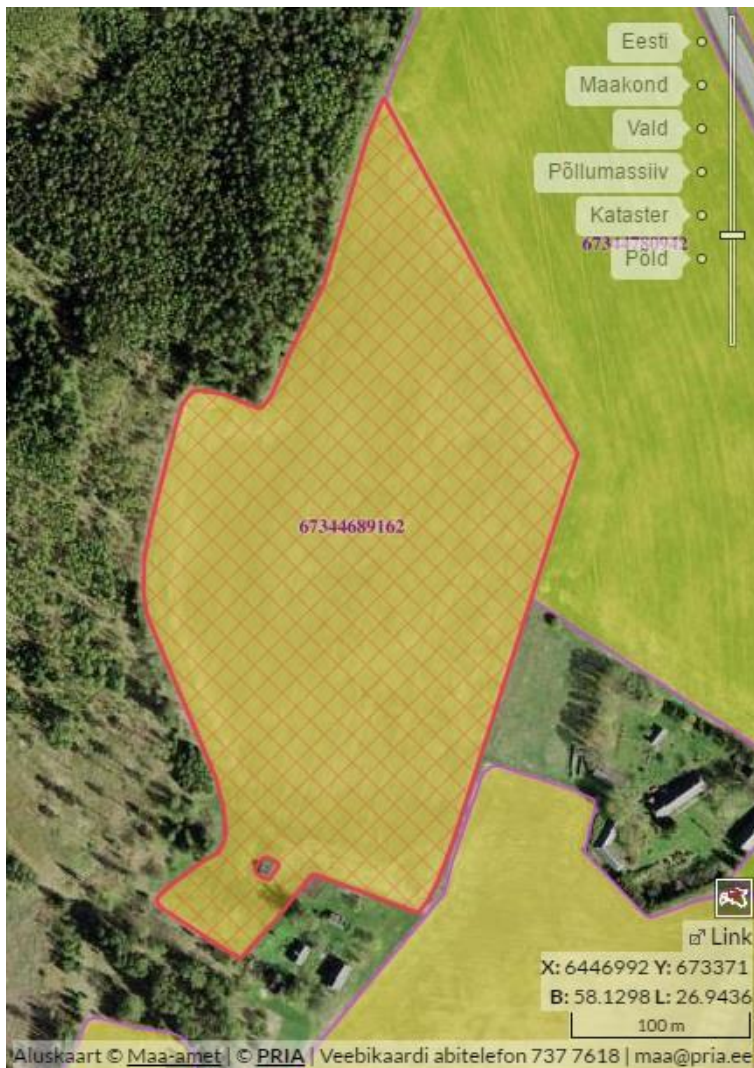 Eesti
Maakond
Vald
Põllumassiiv
Kataster
67344780942
Põld
67344689162
Link
X: 6446992 Y: 673371
B: 58.1298 L: 26.9436
100 m
Aluskaart © Maa-amet | © PRIA | Veebikaardi abitelefon 737 7618 | maa@pria.ee